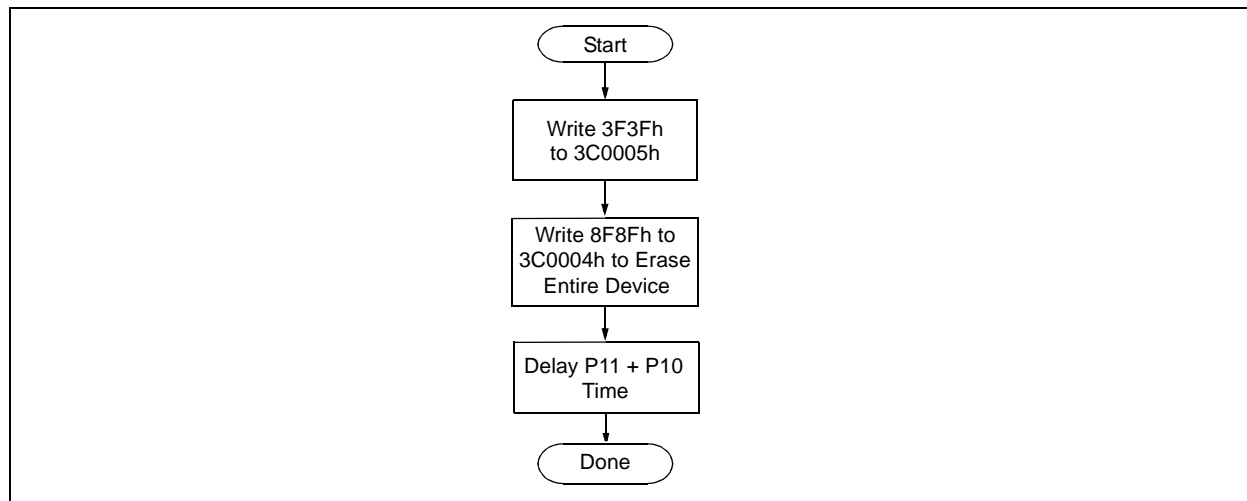 Start
Write 3F3Fh
to 3C0005h
Write 8F8Fh to
3C0004h to Erase
Entire Device
Delay P11 + P10
Time
Done